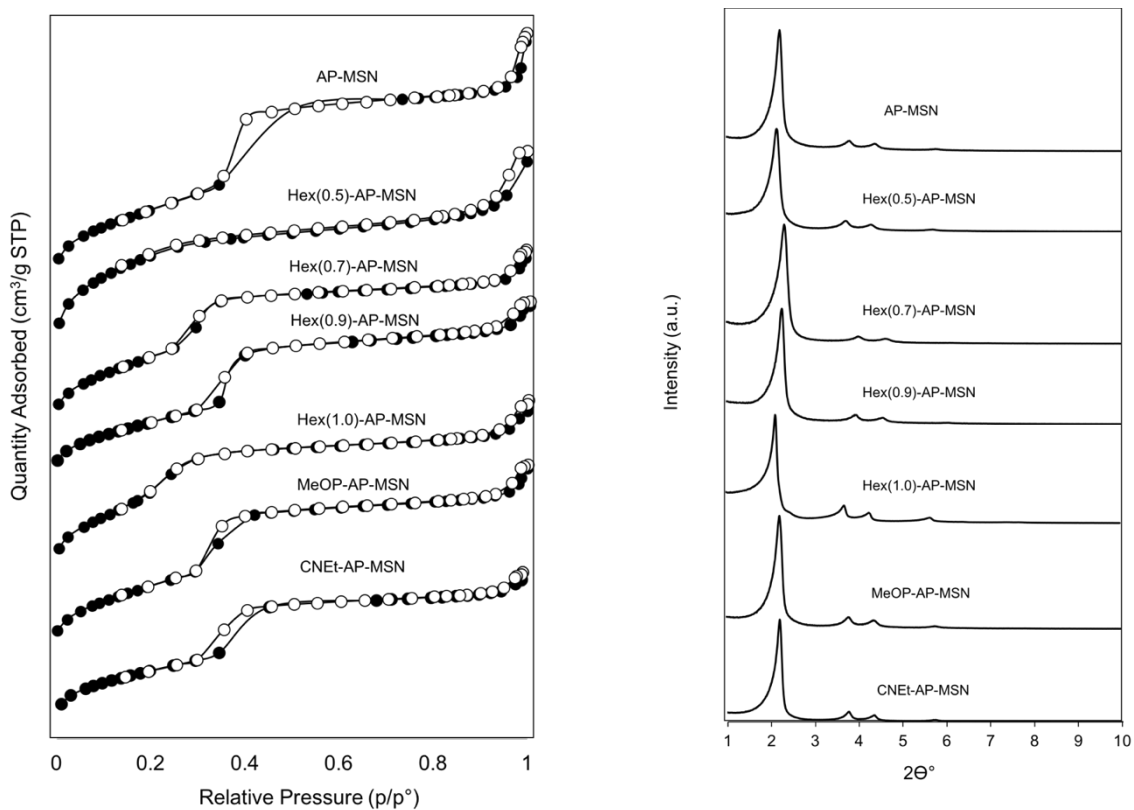 Quantity Adsorbed (cm³/g STP)
AP-MSN
Hex(0.5)-AP-MSN
Hex(0.7)-AP-MSN
Hex(0.9)-AP-MSN
Hex(1.0)-AP-MSN
MeOP-AP-MSN
CNEt-AP-MSN
0 0.2 0.4 0.6 0.8 1
Relative Pressure (p/p°)
Intensity (a.u.)
AP-MSN
Hex(0.5)-AP-MSN
Hex(0.7)-AP-MSN
Hex(0.9)-AP-MSN
Hex(1.0)-AP-MSN
MeOP-AP-MSN
CNEt-AP-MSN
1 2 3 4 5 6 7 8 9 10
2Θ°